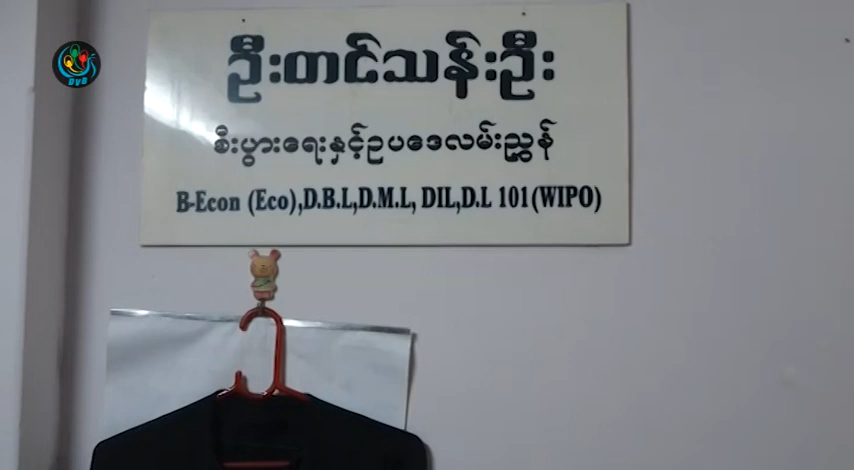 DVB
ဦးတင်သန်းဦး
စီးပွားရေးနှင့်ဥပဒေလမ်းညွှန်
B-Econ (Eco),D.B.L,D.M.L, DIL,D.L 101(WIPO)